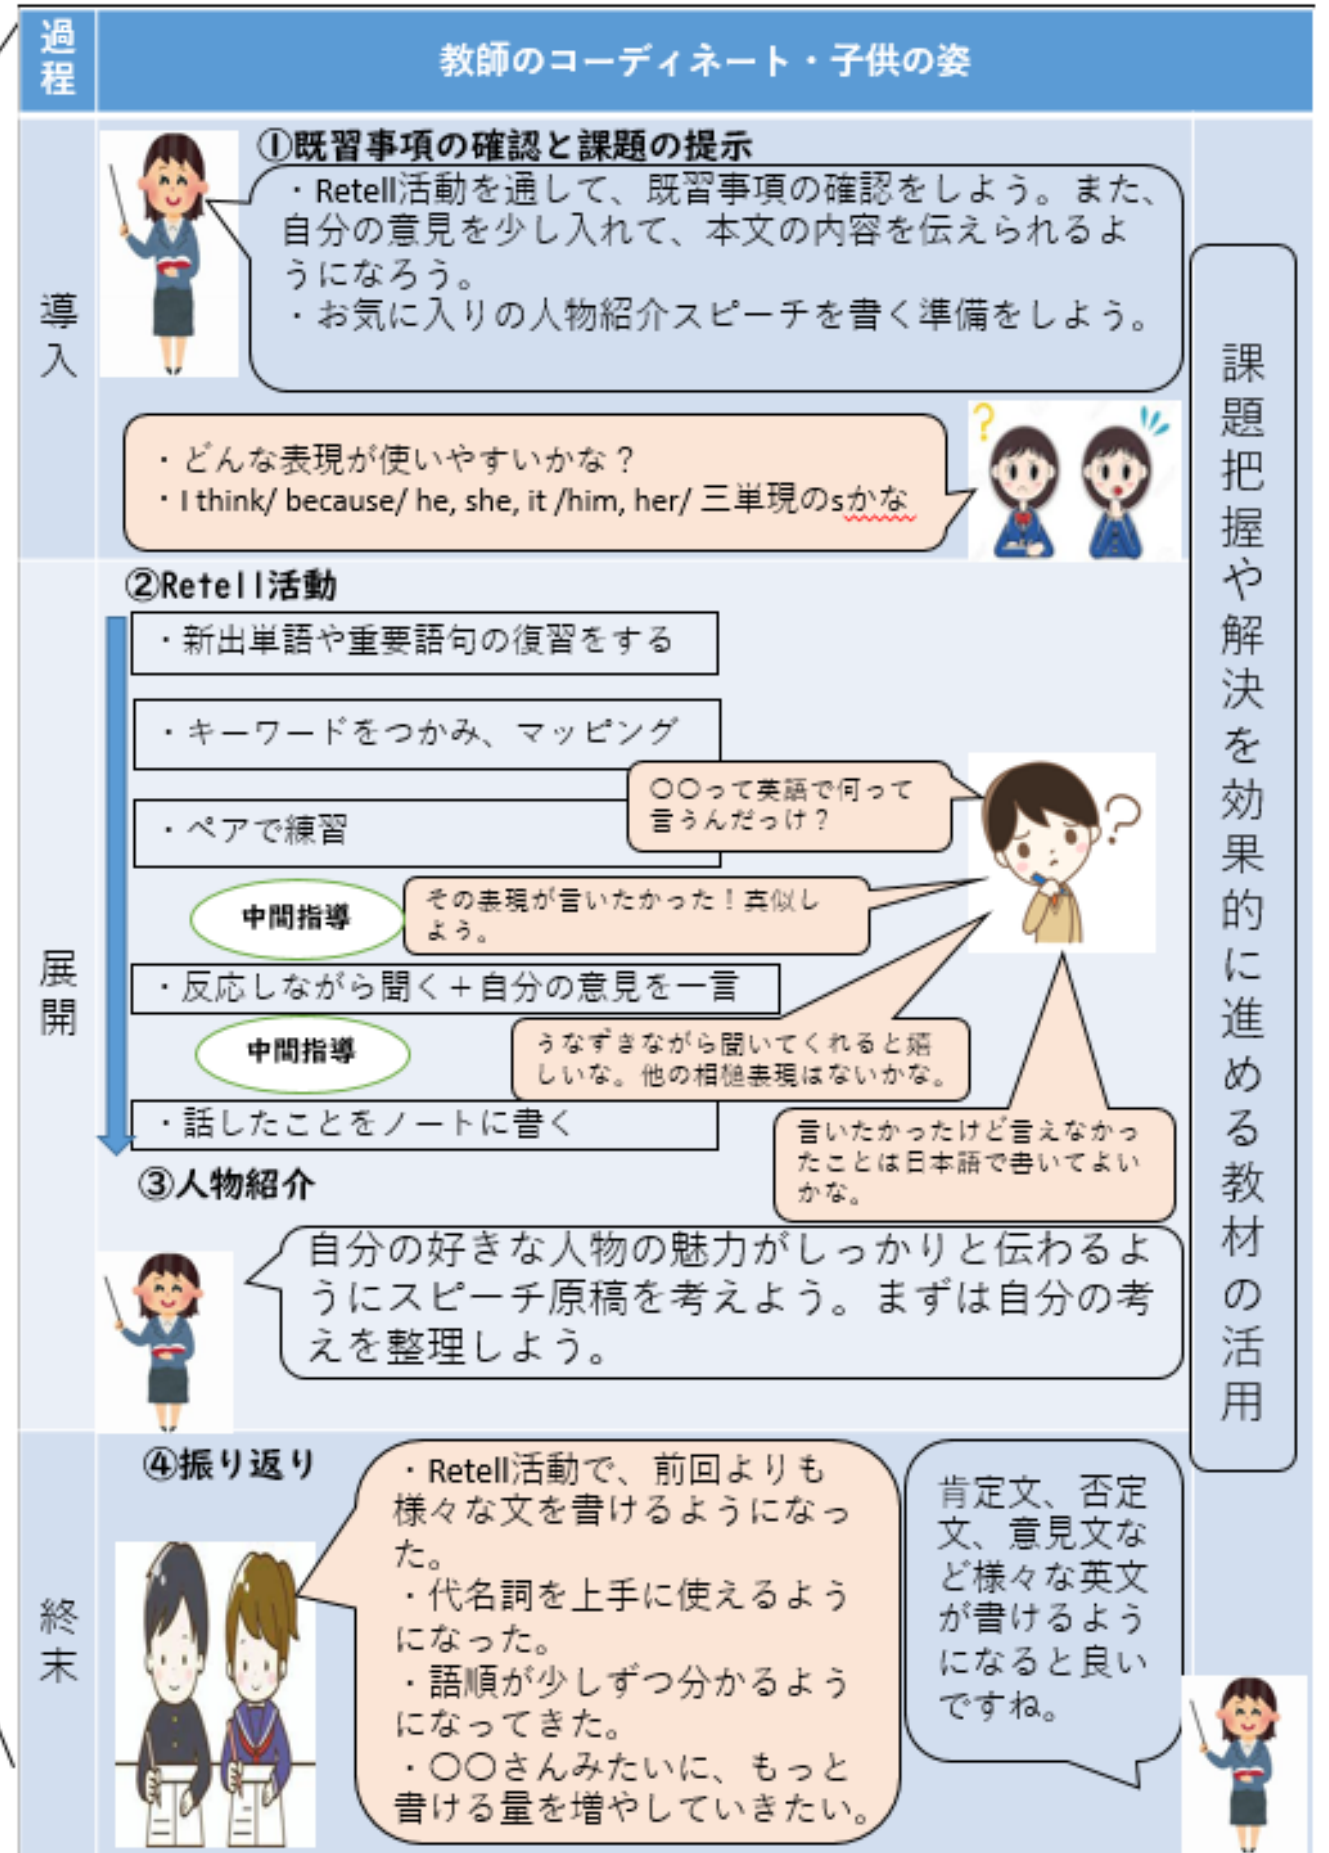 過程
教師のコーディネート・子供の姿
導入
①既習事項の確認と課題の提示
・Retell活動を通して、既習事項の確認をしよう。また、
自分の意見を少し入れて、本文の内容を伝えられるよ
うになろう。
・お気に入りの人物紹介スピーチを書く準備をしよう。
・どんな表現が使いやすいかな？
・I think/ because/ he, she, it /him, her/ 三単現のsかな
展開
②Retell活動
・新出単語や重要語句の復習をする
・キーワードをつかみ、マッピング
〇〇って英語で何って
言うんだっけ？
・ペアで練習
中間指導
その表現が言いたかった！真似し
よう。
・反応しながら聞く＋自分の意見を一言
中間指導
うなずきながら聞いてくれると嬉
しいな。他の相槌表現はないかな。
・話したことをノートに書く
言いたかったけど言えなかっ
たことは日本語で書いてよい
かな。
③人物紹介
自分の好きな人物の魅力がしっかりと伝わるよ
うにスピーチ原稿を考えよう。まずは自分の考
えを整理しよう。
課題把握や解決を効果的に進める教材の活用
終末
④振り返り
・Retell活動で、前回よりも
様々な文を書けるようになっ
た。
・代名詞を上手に使えるよう
になった。
・語順が少しずつ分かるよう
になってきた。
・〇〇さんみたいに、もっと
書ける量を増やしていきたい。
肯定文、否定
文、意見文な
ど様々な英文
が書けるよう
になると良い
ですね。